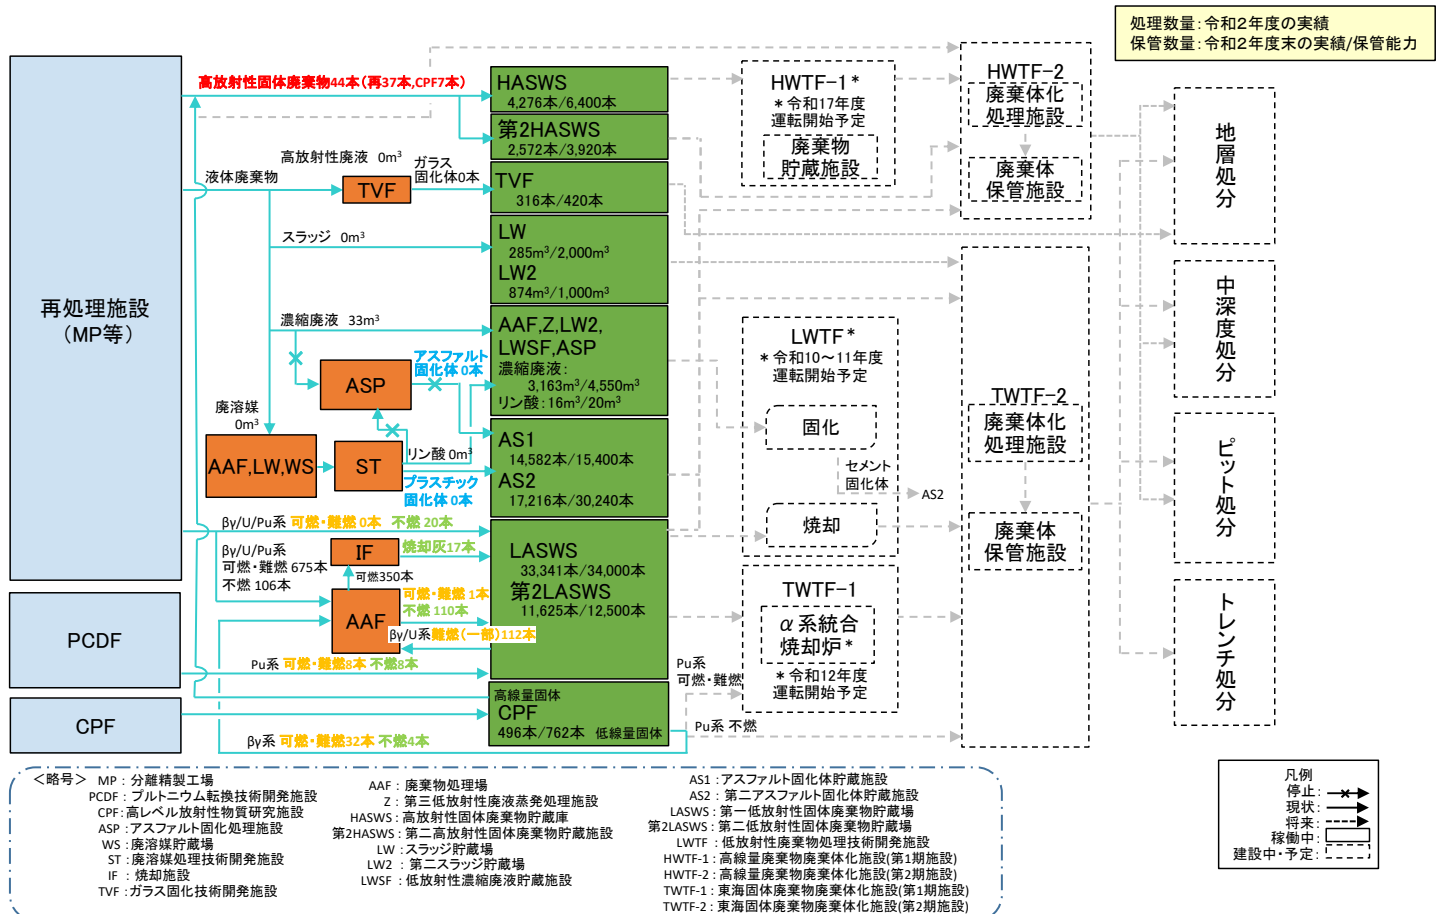 処理数量：令和２年度の実績
保管数量：令和２年度末の実績/保管能力
再処理施設
（MP等）
PCDF
CPF
高放射性固体廃棄物44本（再37本,CPF7本）
液体廃棄物
高放射性廃液 0m³
TVF
ガラス
固化体0本
スラッジ 0m³
濃縮廃液 33m³
ASP
アスファルト
固化体 0本
廃溶媒
0m³
AAF,LW,WS
ST
リン酸 0m³
プラスチック
固化体 0本
βγ/U/Pu系 可燃・難燃 0本 不燃 20本
βγ/U/Pu系
可燃・難燃 675本
不燃 106本
IF
焼却灰17本
可燃350本
AAF
可燃・難燃 1本
不燃 110本
βγ/U系 難燃（一部）112本
Pu系 可燃・難燃8本 不燃8本
βγ系 可燃・難燃32本 不燃4本
HASWS
4,276本/6,400本
第2HASWS
2,572本/3,920本
TVF
316本/420本
LW
285m³/2,000m³
LW2
874m³/1,000m³
AAF,Z,LW2,
LWSF,ASP
濃縮廃液：
3,163m³/4,550m³
リン酸：16m³/20m³
AS1
14,582本/15,400本
AS2
17,216本/30,240本
LASWS
33,341本/34,000本
第2LASWS
11,625本/12,500本
高線量固体
CPF
496本/762本 低線量固体
HWTF-1*
＊令和17年度
運転開始予定
廃棄物
貯蔵施設
LWTF*
＊令和10～11年度
運転開始予定
固化
セメント
固化体
AS2
焼却
TWTF-1
α系統合
焼却炉*
＊令和12年度
運転開始予定
Pu系
可燃・難燃
Pu系 不燃
HWTF-2
廃棄体化
処理施設
廃棄体
保管施設
TWTF-2
廃棄体化
処理施設
廃棄体
保管施設
地層処分
中深度処分
ピット処分
トレンチ処分
＜略号＞ MP：分離精製工場
PCDF：プルトニウム転換技術開発施設
CPF：高レベル放射性物質研究施設
ASP：アスファルト固化処理施設
WS：廃溶媒貯蔵場
ST：廃溶媒処理技術開発施設
IF：焼却施設
TVF：ガラス固化技術開発施設
AAF：廃棄物処理場
Z：第三低放射性廃液蒸発処理施設
HASWS：高放射性固体廃棄物貯蔵庫
第2HASWS：第二高放射性固体廃棄物貯蔵施設
LW：スラッジ貯蔵場
LW2：第二スラッジ貯蔵場
LWSF：低放射性濃縮廃液貯蔵施設
AS1：アスファルト固化体貯蔵施設
AS2：第二アスファルト固化体貯蔵施設
LASWS：第一低放射性固体廃棄物貯蔵場
第2LASWS：第二低放射性固体廃棄物貯蔵場
LWTF：低放射性廃棄物処理技術開発施設
HWTF-1：高線量廃棄物廃棄体化施設(第1期施設)
HWTF-2：高線量廃棄物廃棄体化施設(第2期施設)
TWTF-1：東海固体廃棄物廃棄体化施設(第1期施設)
TWTF-2：東海固体廃棄物廃棄体化施設(第2期施設)
凡例
停止：
現状：
将来：
稼働中：
建設中・予定：